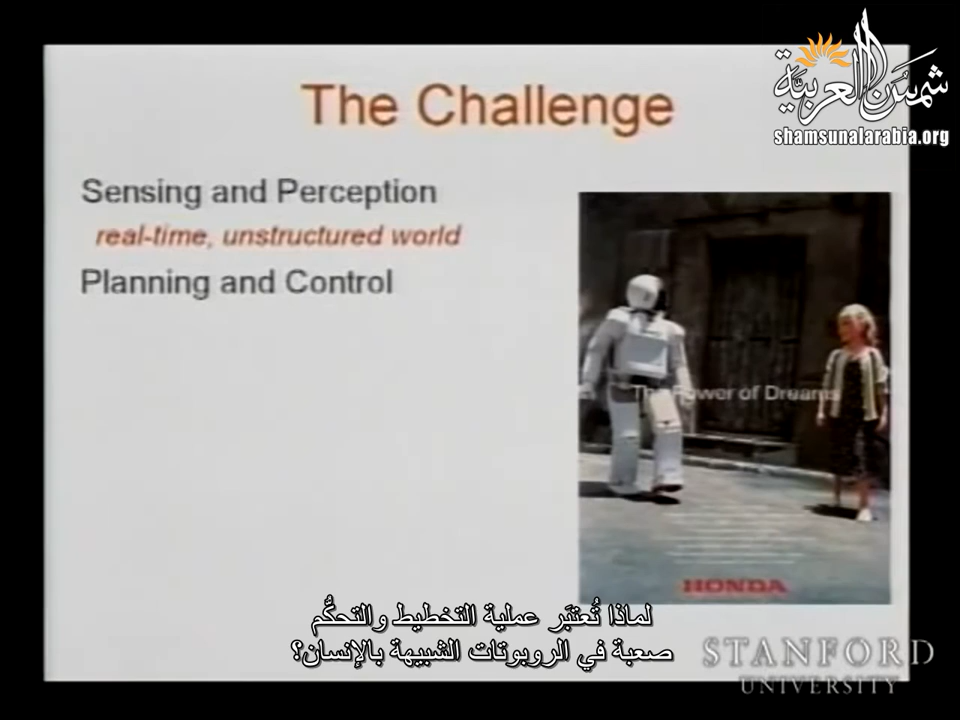 شمس العربية
shamsunalarabia.org
The Challenge
Sensing and Perception
real-time, unstructured world
Planning and Control
The Power of Dreams
HONDA
لماذا تُعتبَر عملية التخطيط والتحكُّم
صعبة في الروبوتات الشبيهة بالإنسان؟
STANFORD
UNIVERSITY